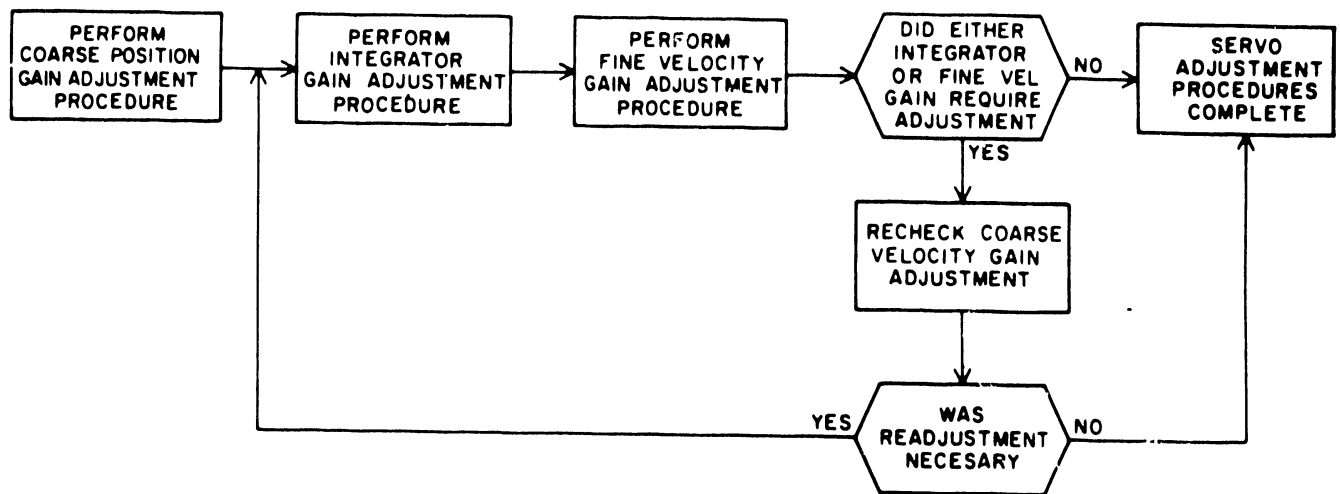 PERFORM
COARSE POSITION
GAIN ADJUSTMENT
PROCEDURE
PERFORM
INTEGRATOR
GAIN ADJUSTMENT
PROCEDURE
PERFORM
FINE VELOCITY
GAIN ADJUSTMENT
PROCEDURE
DID EITHER
INTEGRATOR
OR FINE VEL
GAIN REQUIRE
ADJUSTMENT
NO
SERVO
ADJUSTMENT
PROCEDURES
COMPLETE
YES
RECHECK COARSE
VELOCITY GAIN
ADJUSTMENT
YES
WAS
READJUSTMENT
NECESARY
NO